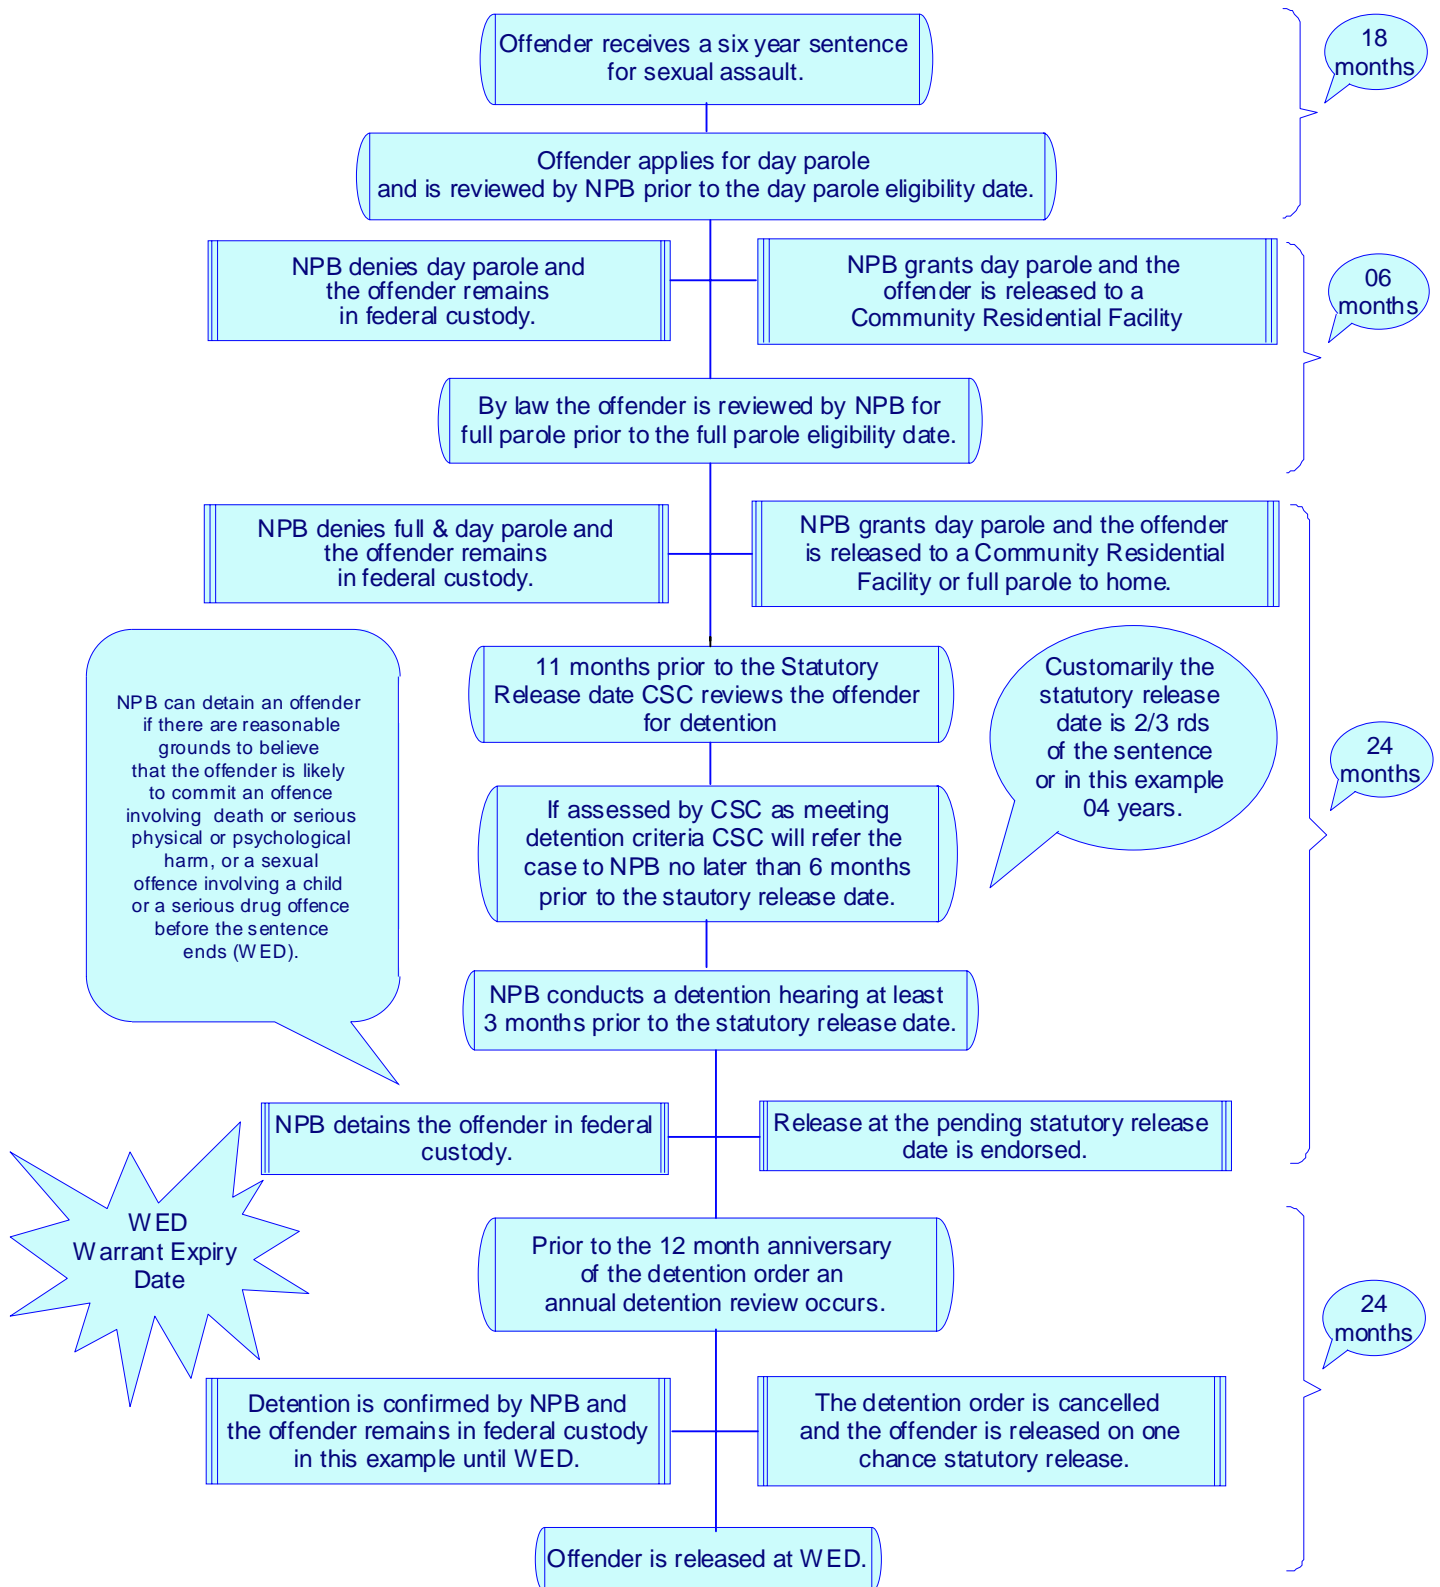 Offender receives a six year sentence
for sexual assault.
18
months
Offender applies for day parole
and is reviewed by NPB prior to the day parole eligibility date.
NPB denies day parole and
the offender remains
in federal custody.
NPB grants day parole and the
offender is released to a
Community Residential Facility
06
months
By law the offender is reviewed by NPB for
full parole prior to the full parole eligibility date.
NPB denies full & day parole and
the offender remains
in federal custody.
NPB grants day parole and the offender
is released to a Community Residential
Facility or full parole to home.
NPB can detain an offender
if there are reasonable
grounds to believe
that the offender is likely
to commit an offence
involving death or serious
physical or psychological
harm, or a sexual
offence involving a child
or a serious drug offence
before the sentence
ends (WED).
11 months prior to the Statutory
Release date CSC reviews the offender
for detention
Customarily the
statutory release
date is 2/3 rds
of the sentence
or in this example
04 years.
24
months
If assessed by CSC as meeting
detention criteria CSC will refer the
case to NPB no later than 6 months
prior to the stautory release date.
NPB conducts a detention hearing at least
3 months prior to the statutory release date.
NPB detains the offender in federal
custody.
Release at the pending statutory release
date is endorsed.
WED
Warrant Expiry
Date
Prior to the 12 month anniversary
of the detention order an
annual detention review occurs.
24
months
Detention is confirmed by NPB and
the offender remains in federal custody
in this example until WED.
The detention order is cancelled
and the offender is released on one
chance statutory release.
Offender is released at WED.